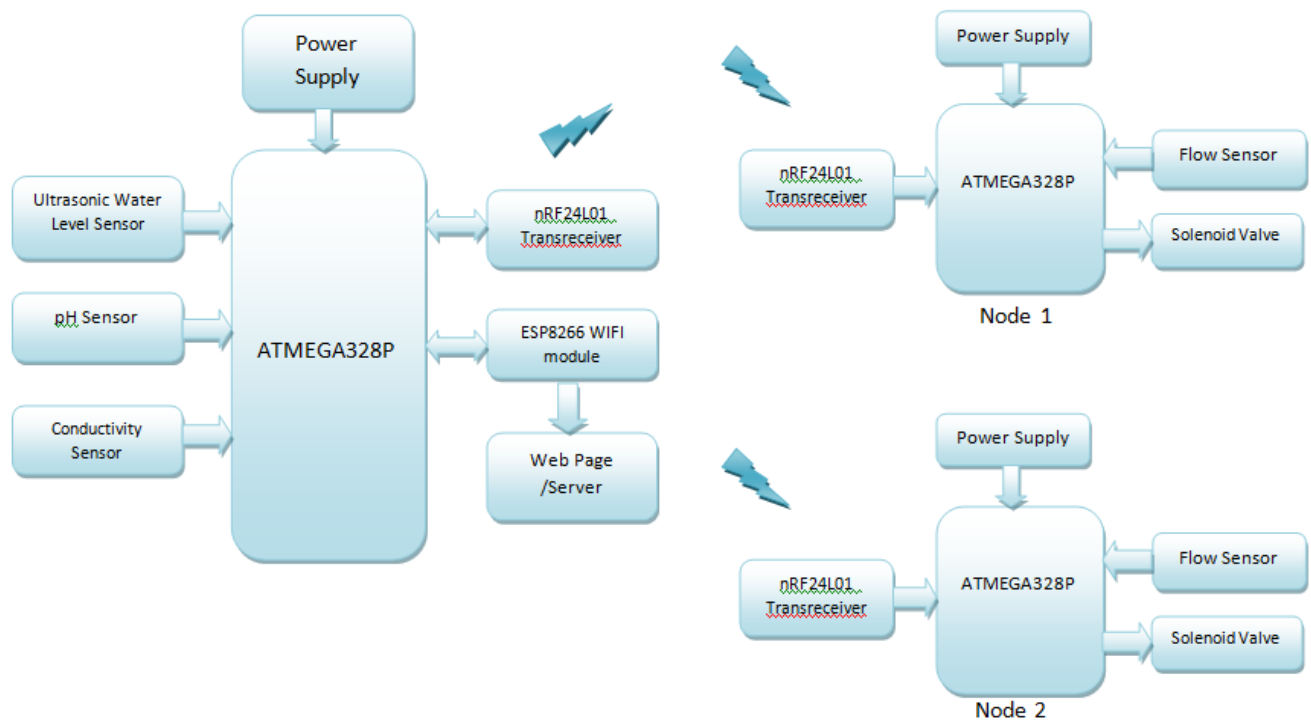 Power
Supply
Ultrasonic Water
Level Sensor
pH Sensor
Conductivity
Sensor
ATMEGA328P
nRF24L01
Transreceiver
ESP8266 WIFI
module
Web Page
/Server
Power Supply
nRF24L01
Transreceiver
ATMEGA328P
Flow Sensor
Solenoid Valve
Node 1
Power Supply
nRF24L01
Transreceiver
ATMEGA328P
Flow Sensor
Solenoid Valve
Node 2